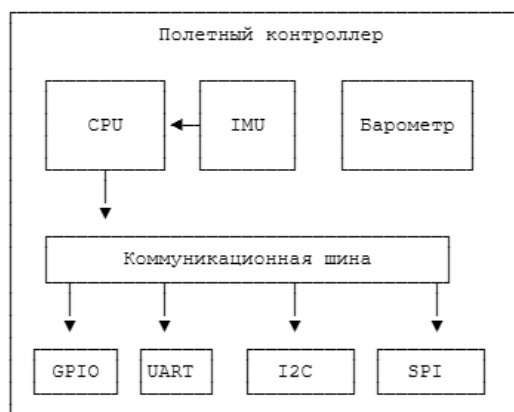 Полетный контроллер
CPU
IMU
Барометр
Коммуникационная шина
GPIO
UART
I2C
SPI